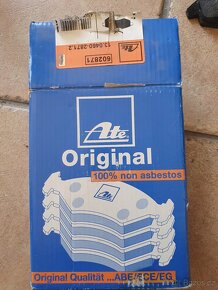 13.0460-2871.2
602871
Ate
Original
100% non asbestos
Original Qualität ...ABE/ECE/EG